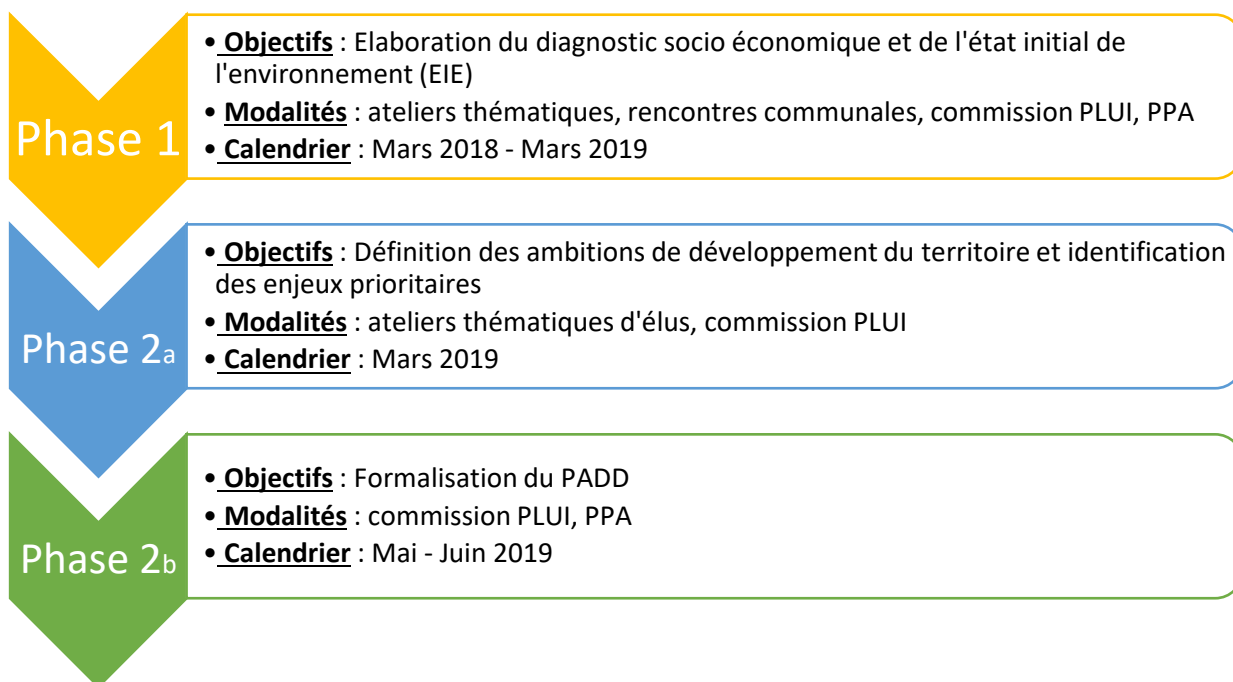 Phase 1
• Objectifs : Elaboration du diagnostic socio économique et de l'état initial de
l'environnement (EIE)
• Modalités : ateliers thématiques, rencontres communales, commission PLUI, PPA
• Calendrier : Mars 2018 - Mars 2019
Phase 2a
• Objectifs : Définition des ambitions de développement du territoire et identification
des enjeux prioritaires
• Modalités : ateliers thématiques d'élus, commission PLUI
• Calendrier : Mars 2019
Phase 2b
• Objectifs : Formalisation du PADD
• Modalités : commission PLUI, PPA
• Calendrier : Mai - Juin 2019